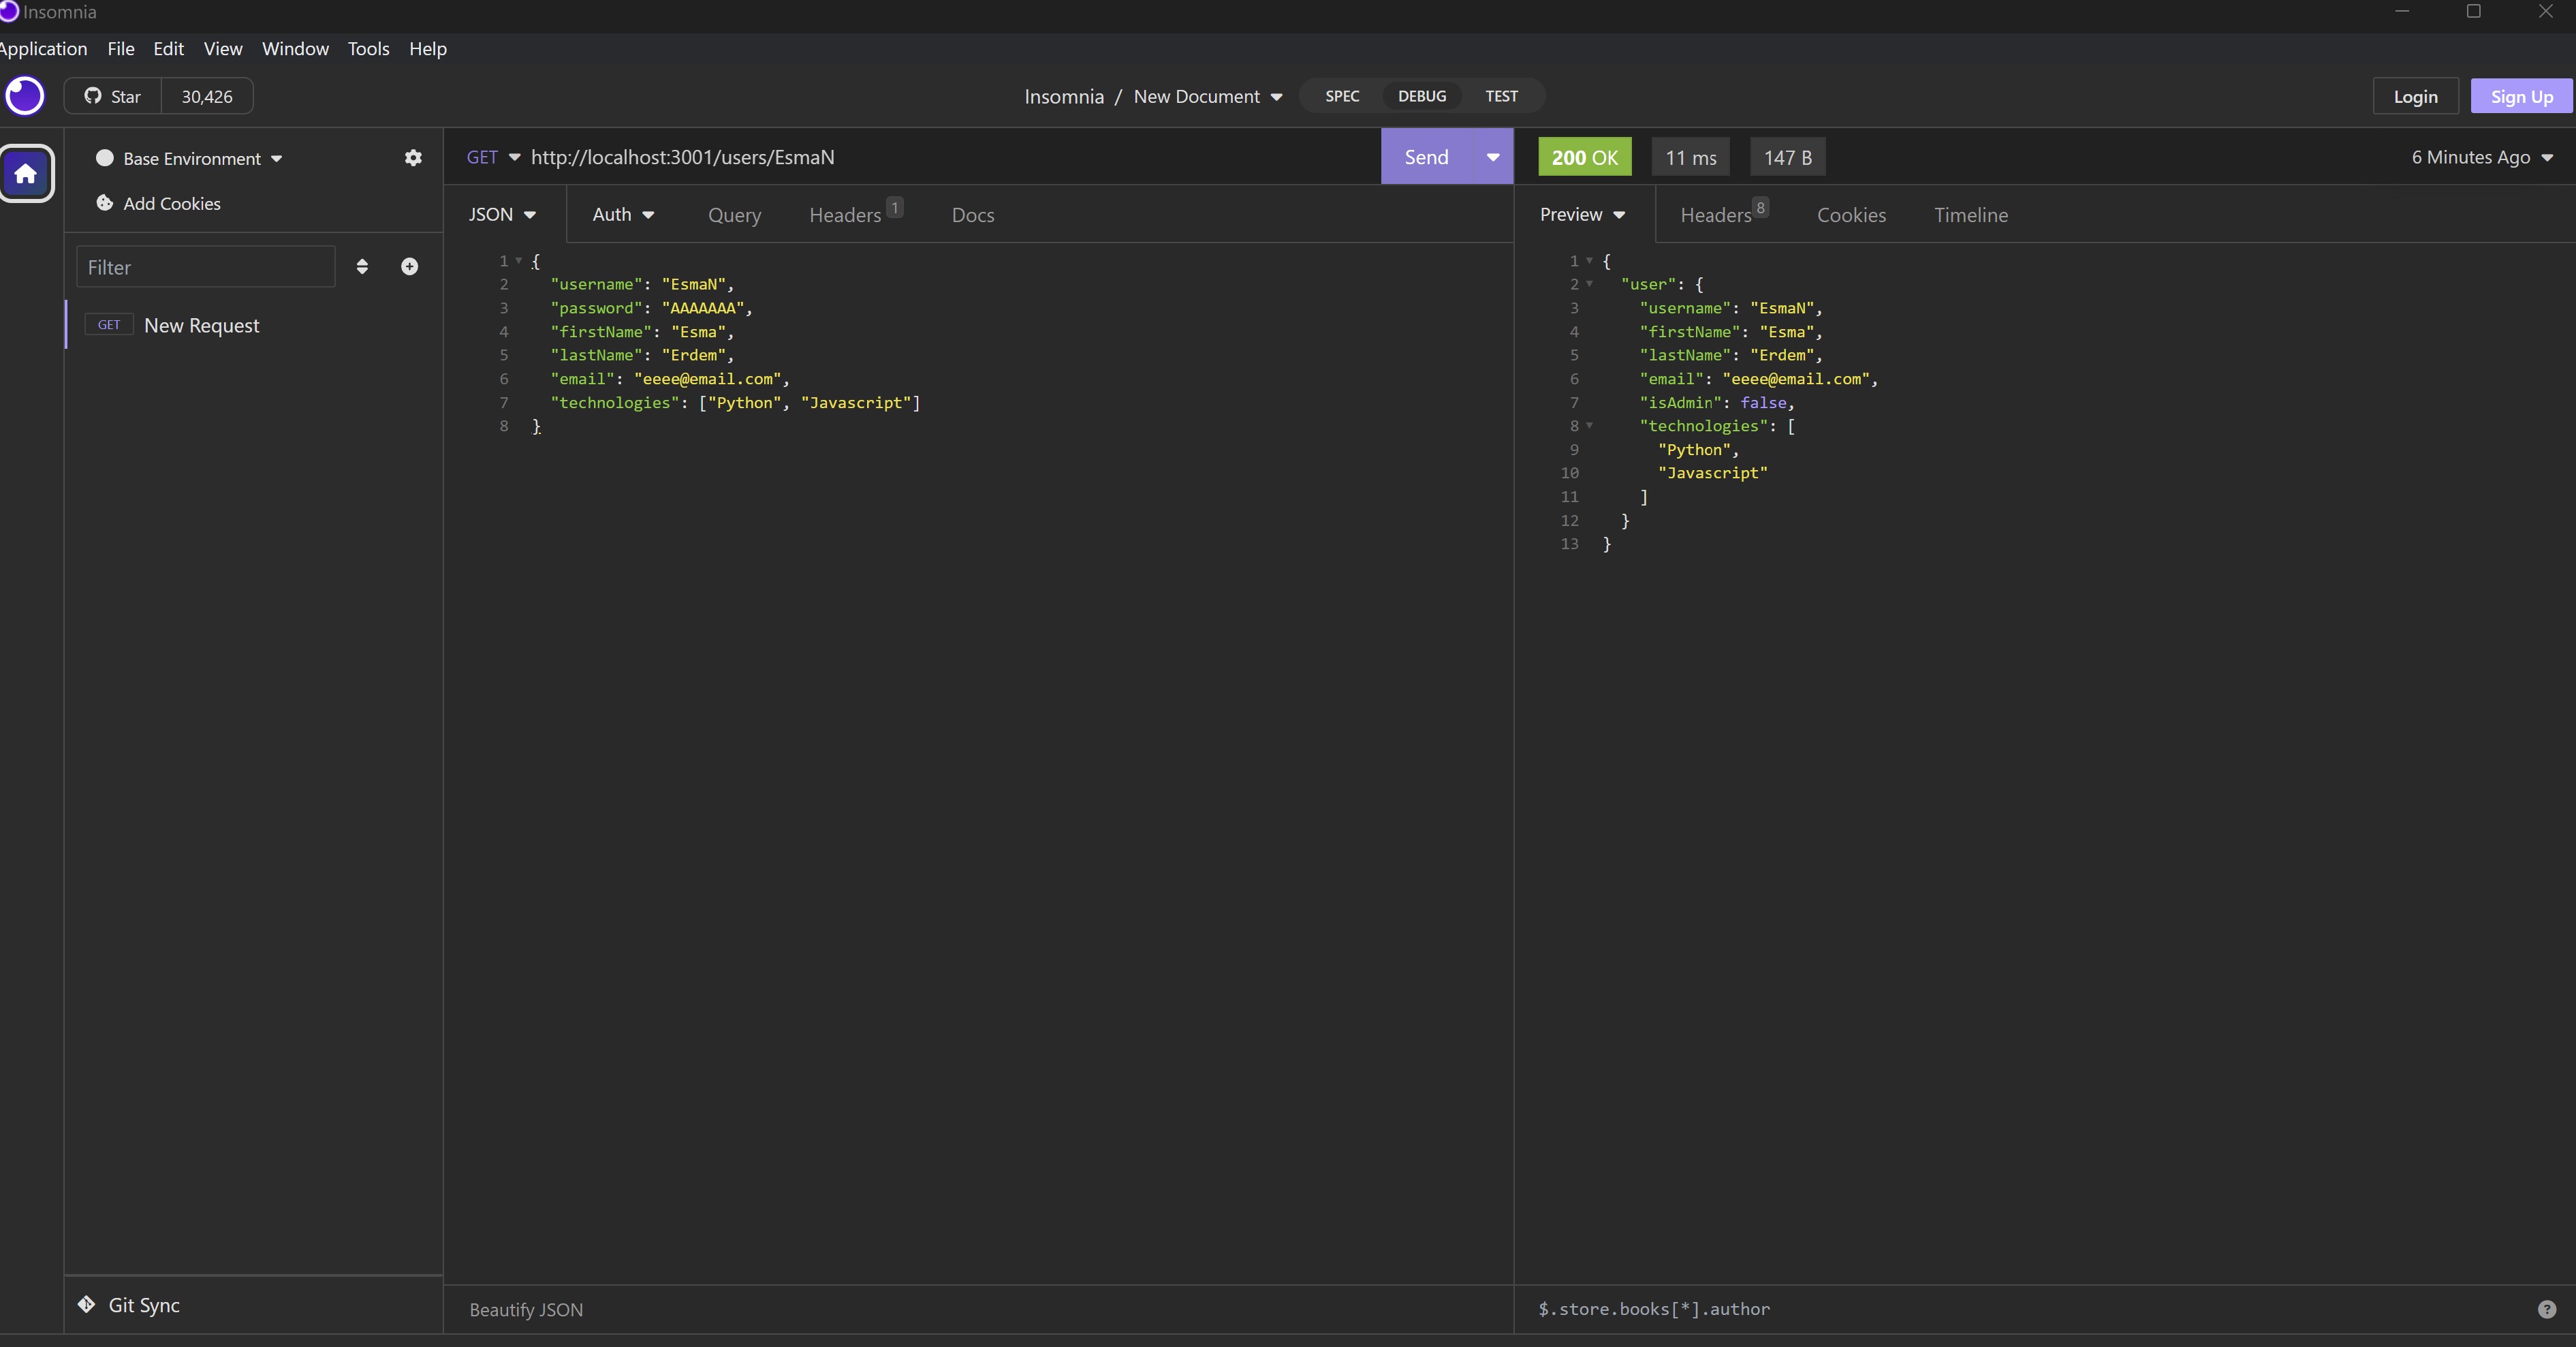 Insomnia
Application File Edit View Window Tools Help
Star 30,426 Insomnia / New Document SPEC DEBUG TEST Login Sign Up
Base Environment
Add Cookies
Filter
GET New Request
Git Sync
GET http://localhost:3001/users/EsmaN Send
JSON Auth Query Headers 1 Docs
1 {
2 "username": "EsmaN",
3 "password": "AAAAAAA",
4 "firstName": "Esma",
5 "lastName": "Erdem",
6 "email": "eeee@email.com",
7 "technologies": ["Python", "Javascript"]
8 }
Beautify JSON
200 OK 11 ms 147 B 6 Minutes Ago
Preview Headers 8 Cookies Timeline
1 {
2 "user": {
3 "username": "EsmaN",
4 "firstName": "Esma",
5 "lastName": "Erdem",
6 "email": "eeee@email.com",
7 "isAdmin": false,
8 "technologies": [
9 "Python",
10 "Javascript"
11 ]
12 }
13 }
$.store.books[*].author